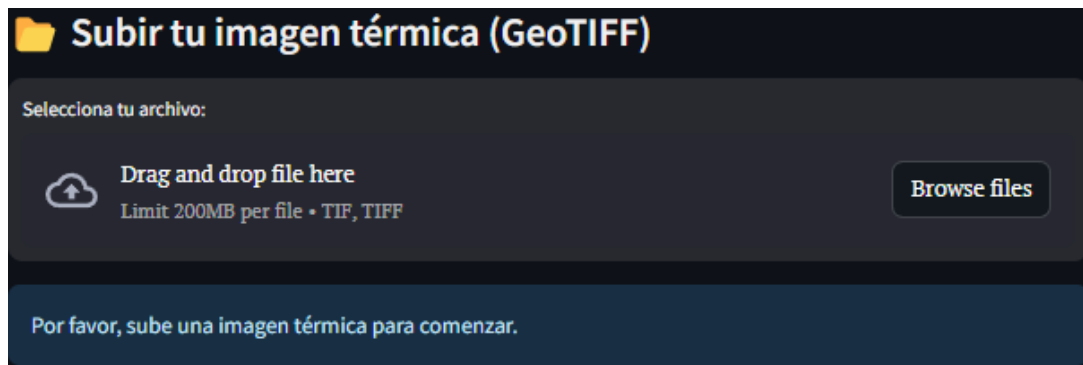 Subir tu imagen térmica (GeoTIFF)
Selecciona tu archivo:
Drag and drop file here
Limit 200MB per file • TIF, TIFF
Browse files
Por favor, sube una imagen térmica para comenzar.